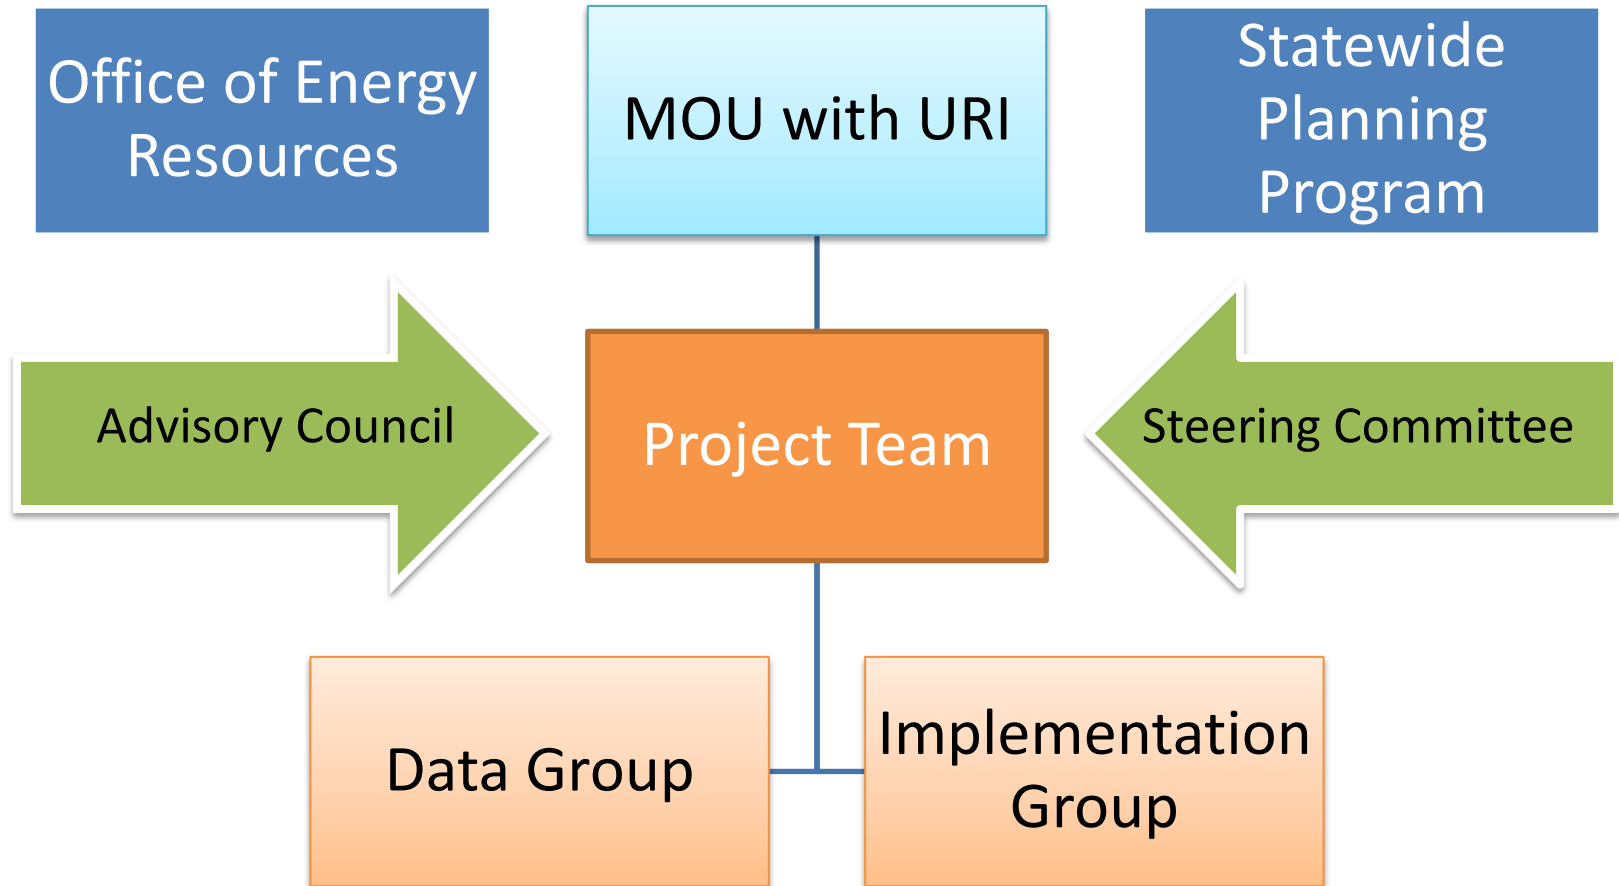 Office of Energy
Resources
MOU with URI
Statewide
Planning
Program
Advisory Council
Project Team
Steering Committee
Data Group
Implementation
Group